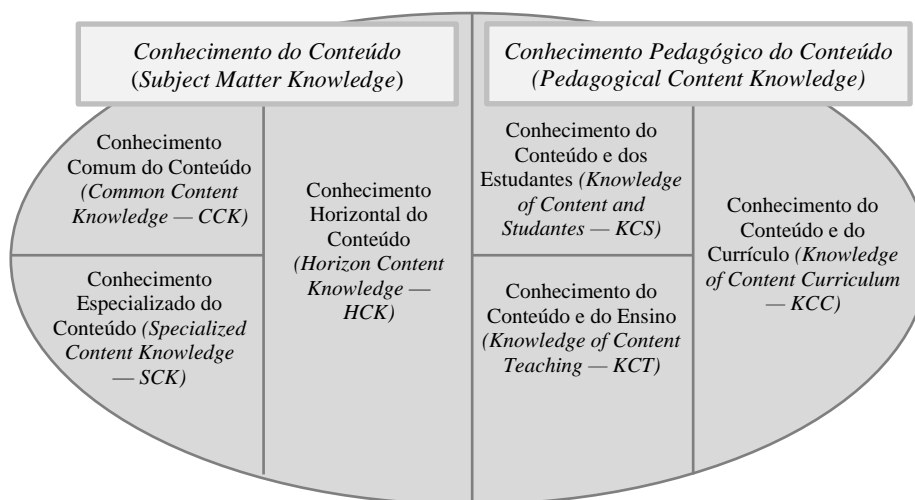 Conhecimento do Conteúdo
(Subject Matter Knowledge)
Conhecimento Pedagógico do Conteúdo
(Pedagogical Content Knowledge)
Conhecimento
Comum do Conteúdo
(Common Content
Knowledge — CCK)
Conhecimento
Especializado do
Conteúdo (Specialized
Content Knowledge
— SCK)
Conhecimento
Horizontal do
Conteúdo
(Horizon Content
Knowledge —
HCK)
Conhecimento do
Conteúdo e dos
Estudantes (Knowledge
of Content and
Studantes — KCS)
Conhecimento do
Conteúdo e do Ensino
(Knowledge of Content
Teaching — KCT)
Conhecimento do
Conteúdo e do
Currículo (Knowledge
of Content Curriculum
— KCC)